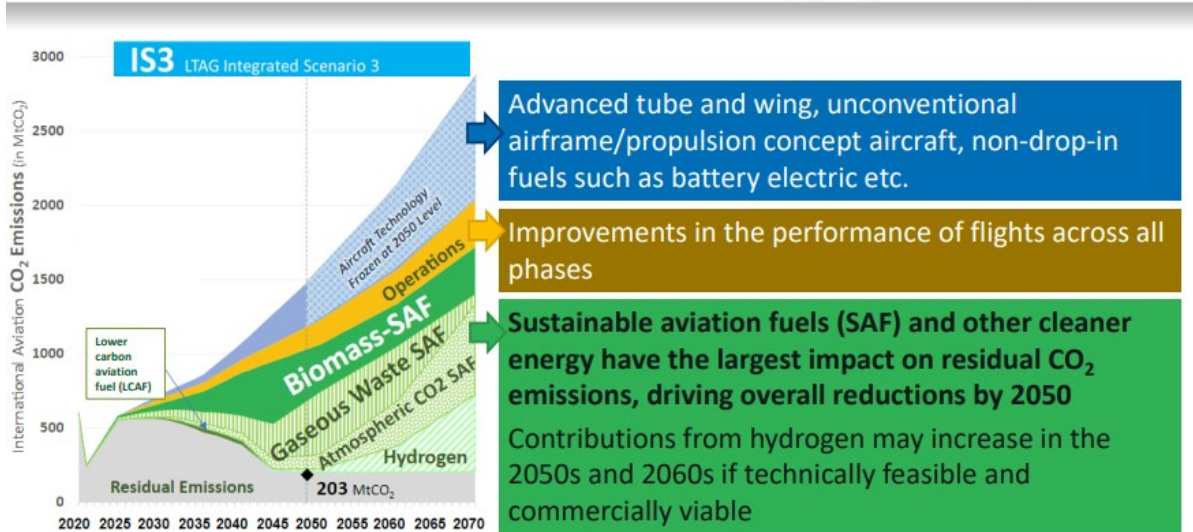 IS3 LTAG Integrated Scenario 3
International Aviation CO2 Emissions (in MtCO2)
3000
2500
2000
1500
1000
500
0
Aircraft Technology
Frozen at 2050 Level
Operations
Biomass-SAF
Gaseous Waste SAF
Atmospheric CO2 SAF
Hydrogen
Lower
carbon
aviation
fuel (LCAF)
Residual Emissions
203 MtCO2
2020 2025 2030 2035 2040 2045 2050 2055 2060 2065 2070
Advanced tube and wing, unconventional
airframe/propulsion concept aircraft, non-drop-in
fuels such as battery electric etc.
Improvements in the performance of flights across all
phases
Sustainable aviation fuels (SAF) and other cleaner
energy have the largest impact on residual CO2
emissions, driving overall reductions by 2050
Contributions from hydrogen may increase in the
2050s and 2060s if technically feasible and
commercially viable